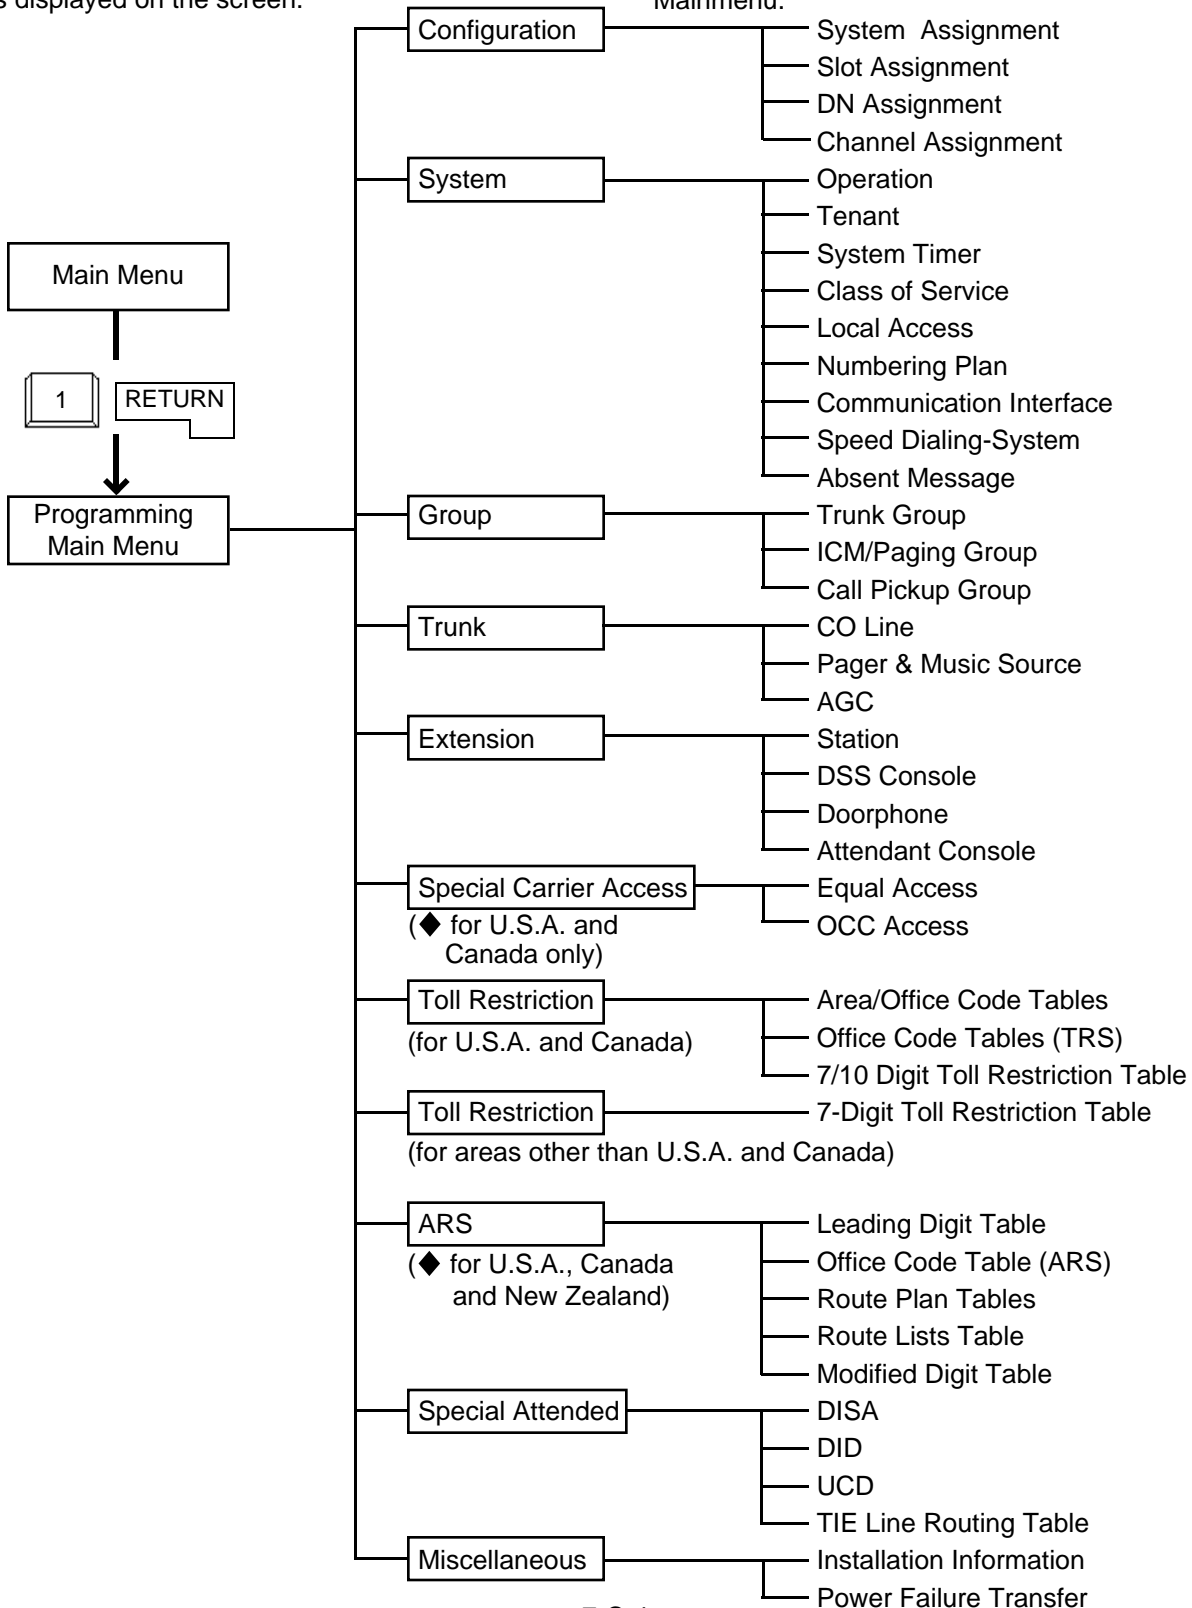 s displayed on the screen.
Mainmenu.
Main Menu
1 RETURN
Programming
Main Menu
Configuration
System Assignment
Slot Assignment
DN Assignment
Channel Assignment
System
Operation
Tenant
System Timer
Class of Service
Local Access
Numbering Plan
Communication Interface
Speed Dialing-System
Absent Message
Group
Trunk Group
ICM/Paging Group
Call Pickup Group
Trunk
CO Line
Pager & Music Source
AGC
Extension
Station
DSS Console
Doorphone
Attendant Console
Special Carrier Access
(♦ for U.S.A. and
Canada only)
Equal Access
OCC Access
Toll Restriction
(for U.S.A. and Canada)
Area/Office Code Tables
Office Code Tables (TRS)
7/10 Digit Toll Restriction Table
Toll Restriction
(for areas other than U.S.A. and Canada)
7-Digit Toll Restriction Table
ARS
(♦ for U.S.A., Canada
and New Zealand)
Leading Digit Table
Office Code Table (ARS)
Route Plan Tables
Route Lists Table
Modified Digit Table
Special Attended
DISA
DID
UCD
TIE Line Routing Table
Miscellaneous
Installation Information
Power Failure Transfer